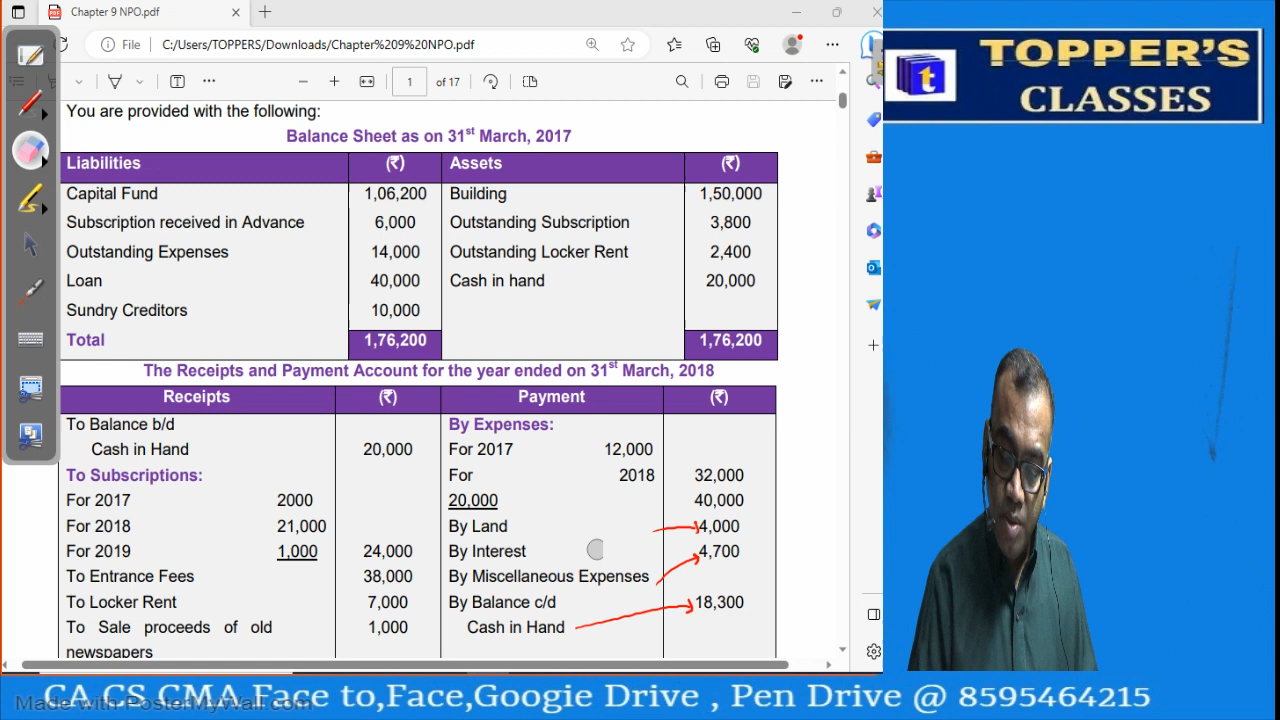 Chapter 9 NPO.pdf
File C:/Users/TOPPERS/Downloads/Chapter%209%20NPO.pdf
1 of 17
You are provided with the following:
Balance Sheet as on 31st March, 2017
Liabilities (₹) Assets (₹)
Capital Fund 1,06,200 Building 1,50,000
Subscription received in Advance 6,000 Outstanding Subscription 3,800
Outstanding Expenses 14,000 Outstanding Locker Rent 2,400
Loan 40,000 Cash in hand 20,000
Sundry Creditors 10,000
Total 1,76,200 1,76,200
The Receipts and Payment Account for the year ended on 31st March, 2018
Receipts (₹) Payment (₹)
To Balance b/d By Expenses:
Cash in Hand 20,000 For 2017 12,000
To Subscriptions: For 2018 32,000
For 2017 2000 20,000 40,000
For 2018 21,000 By Land 4,000
For 2019 1,000 24,000 By Interest 4,700
To Entrance Fees 38,000 By Miscellaneous Expenses
To Locker Rent 7,000 By Balance c/d 18,300
To Sale proceeds of old 1,000 Cash in Hand
newspapers
t
TOPPER'S
CLASSES
CA CS CMA Face to,Face,Googie Drive , Pen Drive @ 8595464215
Made with PosterMyWall.com